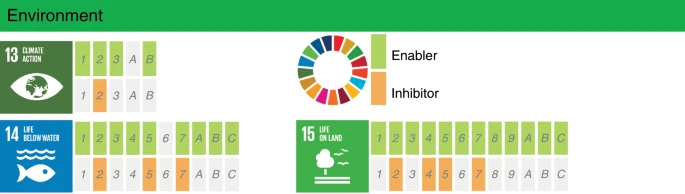 Environment
13 CLIMATE
ACTION
1 2 3 A B
1 2 3 A B
Enabler
Inhibitor
14 LIFE
BELOW WATER
1 2 3 4 5 6 7 A B C
1 2 3 4 5 6 7 A B C
15 LIFE
ON LAND
1 2 3 4 5 6 7 8 9 A B C
1 2 3 4 5 6 7 8 9 A B C